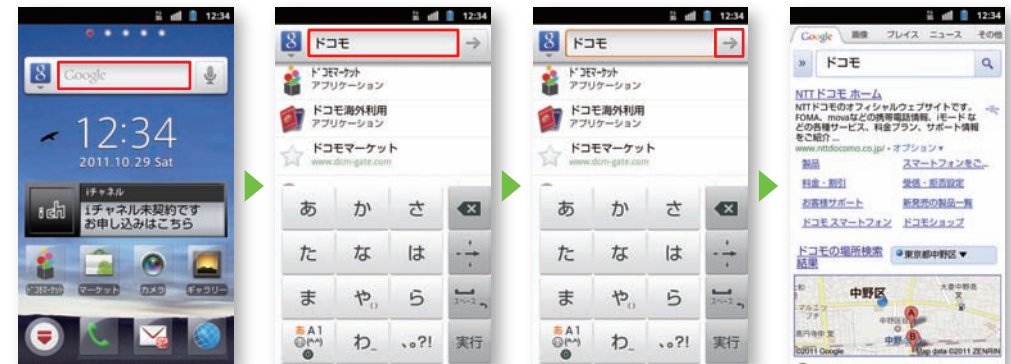 12:34
8
Google
12:34
2011.10.29 Sat
ich
iチャネル
iチャネル未契約です
お申し込みはこちら
ドコモマーケット
マーケット
カメラ
ギャラリー
12:34
8
ドコモ
ドコモマーケット
アプリケーション
ドコモ海外利用
アプリケーション
ドコモマーケット
www.dcm-gate.com
あ
か
さ
た
な
は
ま
や
ら
あA1
(^^)
わ_
、。?!
実行
12:34
8
ドコモ
ドコモマーケット
アプリケーション
ドコモ海外利用
アプリケーション
ドコモマーケット
www.dcm-gate.com
あ
か
さ
た
な
は
ま
や
ら
あA1
(^^)
わ_
、。?!
実行
12:34
Google 画像 プレイス ニュース その他
» ドコモ
NTTドコモ ホーム
NTTドコモのオフィシャルウェブサイトです。
FOMA、movaなどの携帯電話情報、iモードな
どの各種サービス、料金プラン、サポート情報
をご紹介 ...
www.nttdocomo.co.jp/ - オプション▼
製品 スマートフォンをご...
料金・割引 受信・拒否設定
お客様サポート 新発売の製品一覧
ドコモ スマートフォン ドコモショップ
ドコモの場所検索
結果
東京都中野区 ▼
中野区
A
B
中野
©2011 Google Map data ©2011 ZENRIN